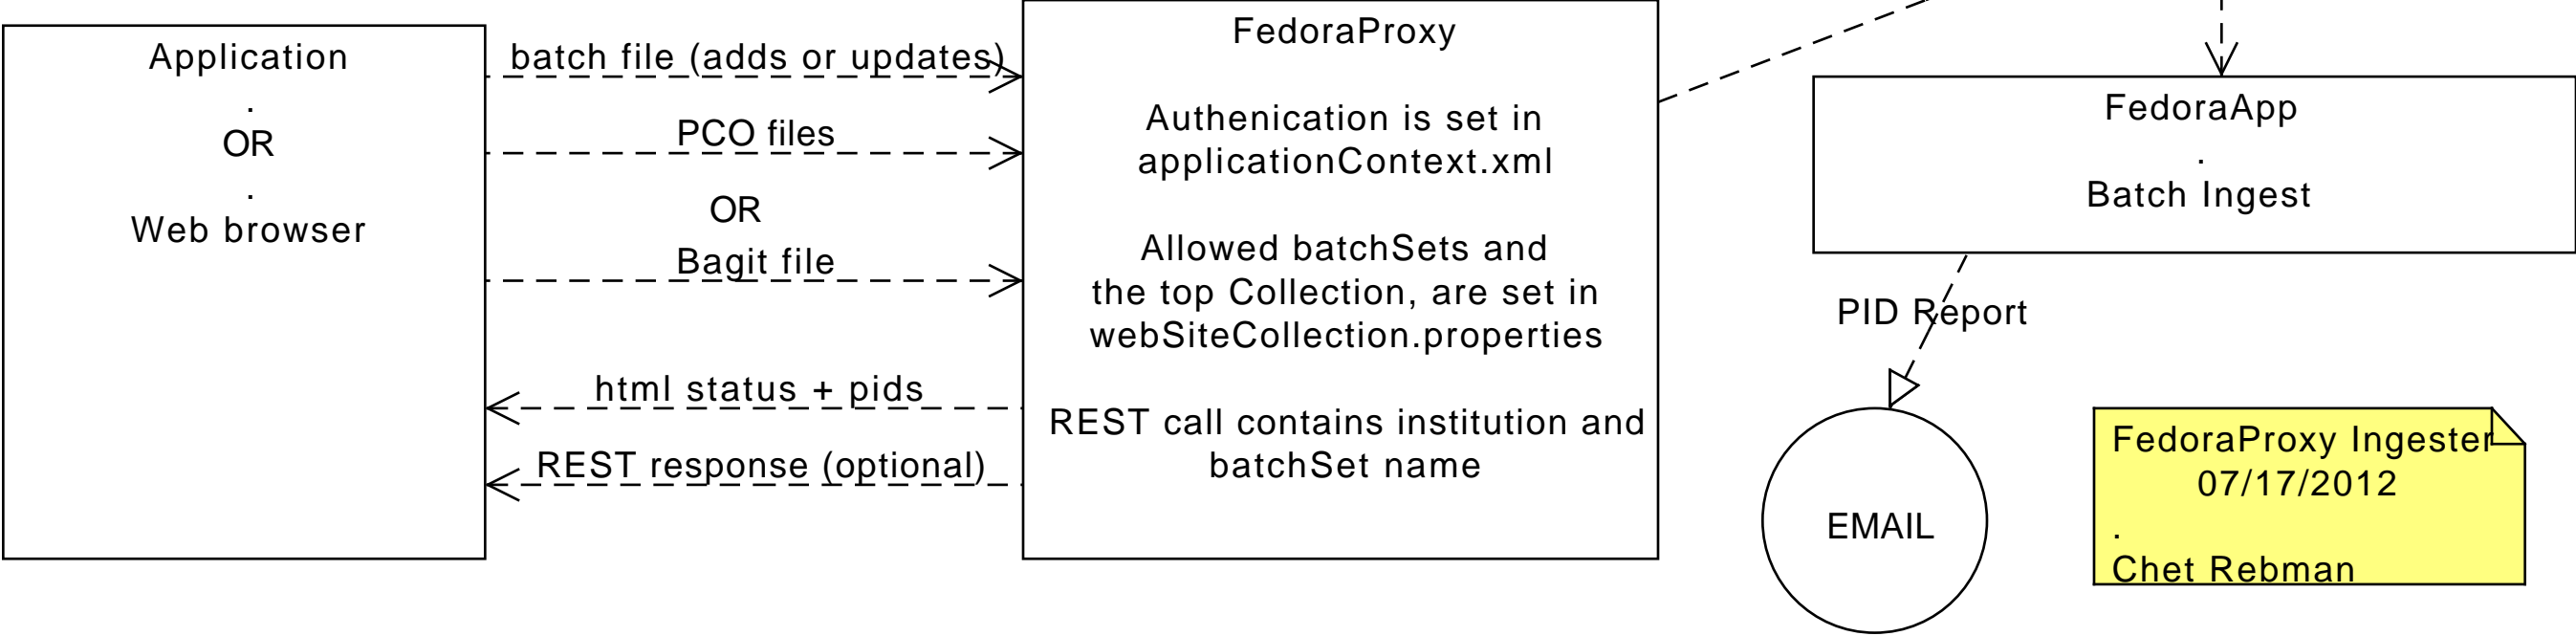 Application
.
OR
.
Web browser
batch file (adds or updates)
PCO files
OR
Bagit file
html status + pids
REST response (optional)
FedoraProxy
Authenication is set in
applicationContext.xml
Allowed batchSets and
the top Collection, are set in
webSiteCollection.properties
REST call contains institution and
batchSet name
FedoraApp
.
Batch Ingest
PID Report
EMAIL
FedoraProxy Ingester
07/17/2012
.
Chet Rebman